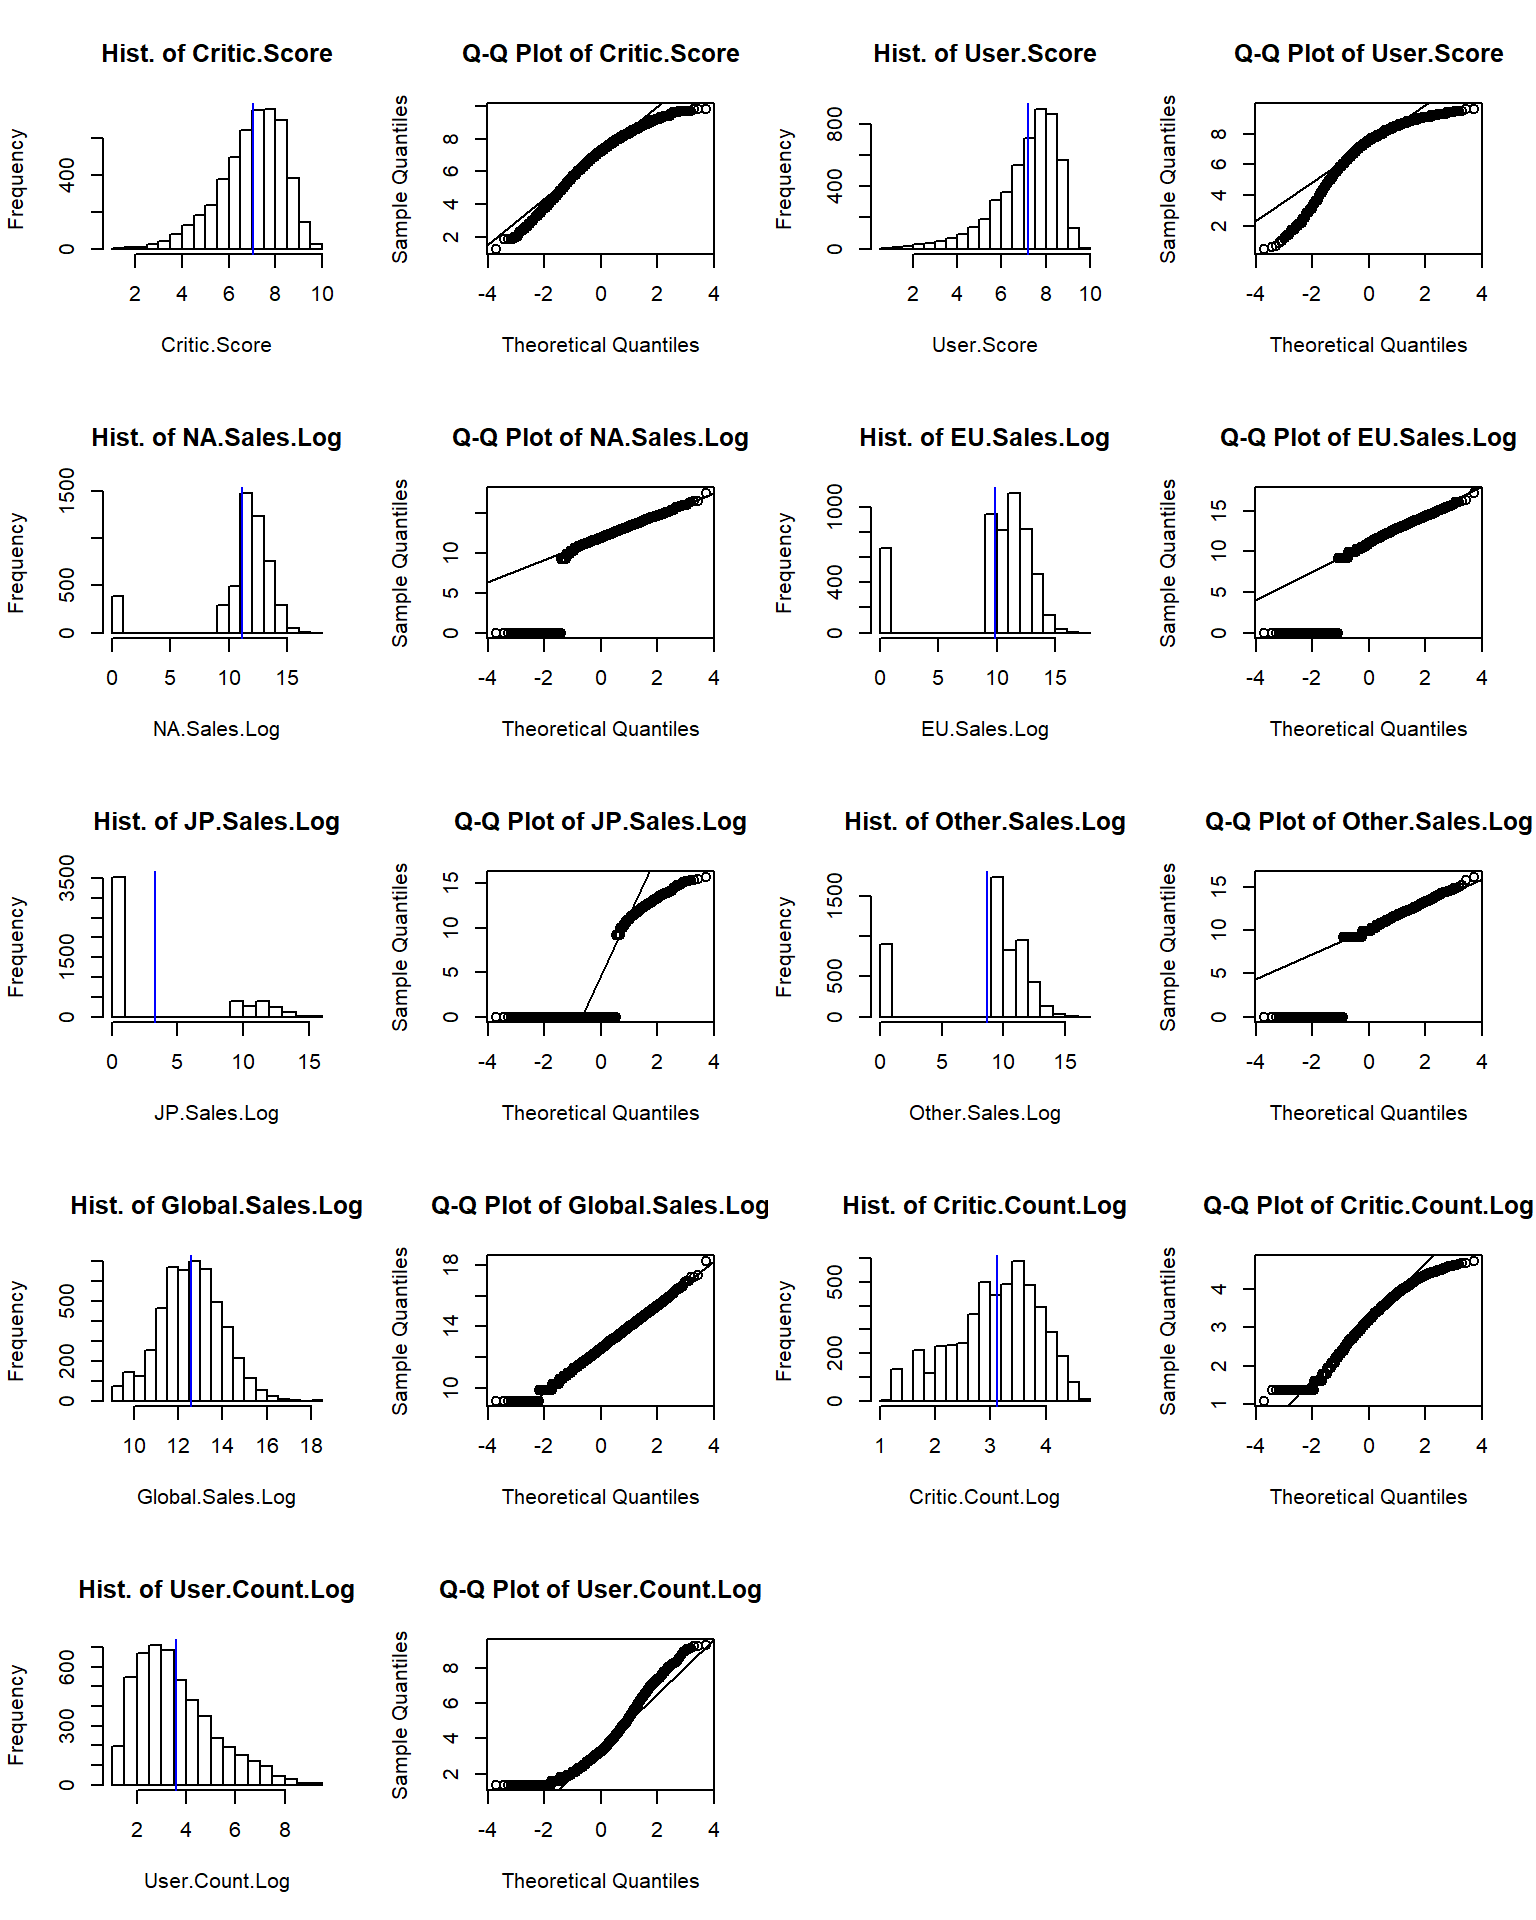 Hist. of Critic.Score
Frequency
0 400
2 4 6 8 10
Critic.Score
Q-Q Plot of Critic.Score
Sample Quantiles
2 4 6 8
-4 -2 0 2 4
Theoretical Quantiles
Hist. of User.Score
Frequency
0 400 800
2 4 6 8 10
User.Score
Q-Q Plot of User.Score
Sample Quantiles
2 4 6 8
-4 -2 0 2 4
Theoretical Quantiles
Hist. of NA.Sales.Log
Frequency
0 500 1500
0 5 10 15
NA.Sales.Log
Q-Q Plot of NA.Sales.Log
Sample Quantiles
0 5 10
-4 -2 0 2 4
Theoretical Quantiles
Hist. of EU.Sales.Log
Frequency
0 400 1000
0 5 10 15
EU.Sales.Log
Q-Q Plot of EU.Sales.Log
Sample Quantiles
0 5 10 15
-4 -2 0 2 4
Theoretical Quantiles
Hist. of JP.Sales.Log
Frequency
0 1500 3500
0 5 10 15
JP.Sales.Log
Q-Q Plot of JP.Sales.Log
Sample Quantiles
0 5 10 15
-4 -2 0 2 4
Theoretical Quantiles
Hist. of Other.Sales.Log
Frequency
0 500 1500
0 5 10 15
Other.Sales.Log
Q-Q Plot of Other.Sales.Log
Sample Quantiles
0 5 10 15
-4 -2 0 2 4
Theoretical Quantiles
Hist. of Global.Sales.Log
Frequency
0 200 500
10 12 14 16 18
Global.Sales.Log
Q-Q Plot of Global.Sales.Log
Sample Quantiles
10 14 18
-4 -2 0 2 4
Theoretical Quantiles
Hist. of Critic.Count.Log
Frequency
0 200 500
1 2 3 4
Critic.Count.Log
Q-Q Plot of Critic.Count.Log
Sample Quantiles
1 2 3 4
-4 -2 0 2 4
Theoretical Quantiles
Hist. of User.Count.Log
Frequency
0 300 600
2 4 6 8
User.Count.Log
Q-Q Plot of User.Count.Log
Sample Quantiles
2 4 6 8
-4 -2 0 2 4
Theoretical Quantiles